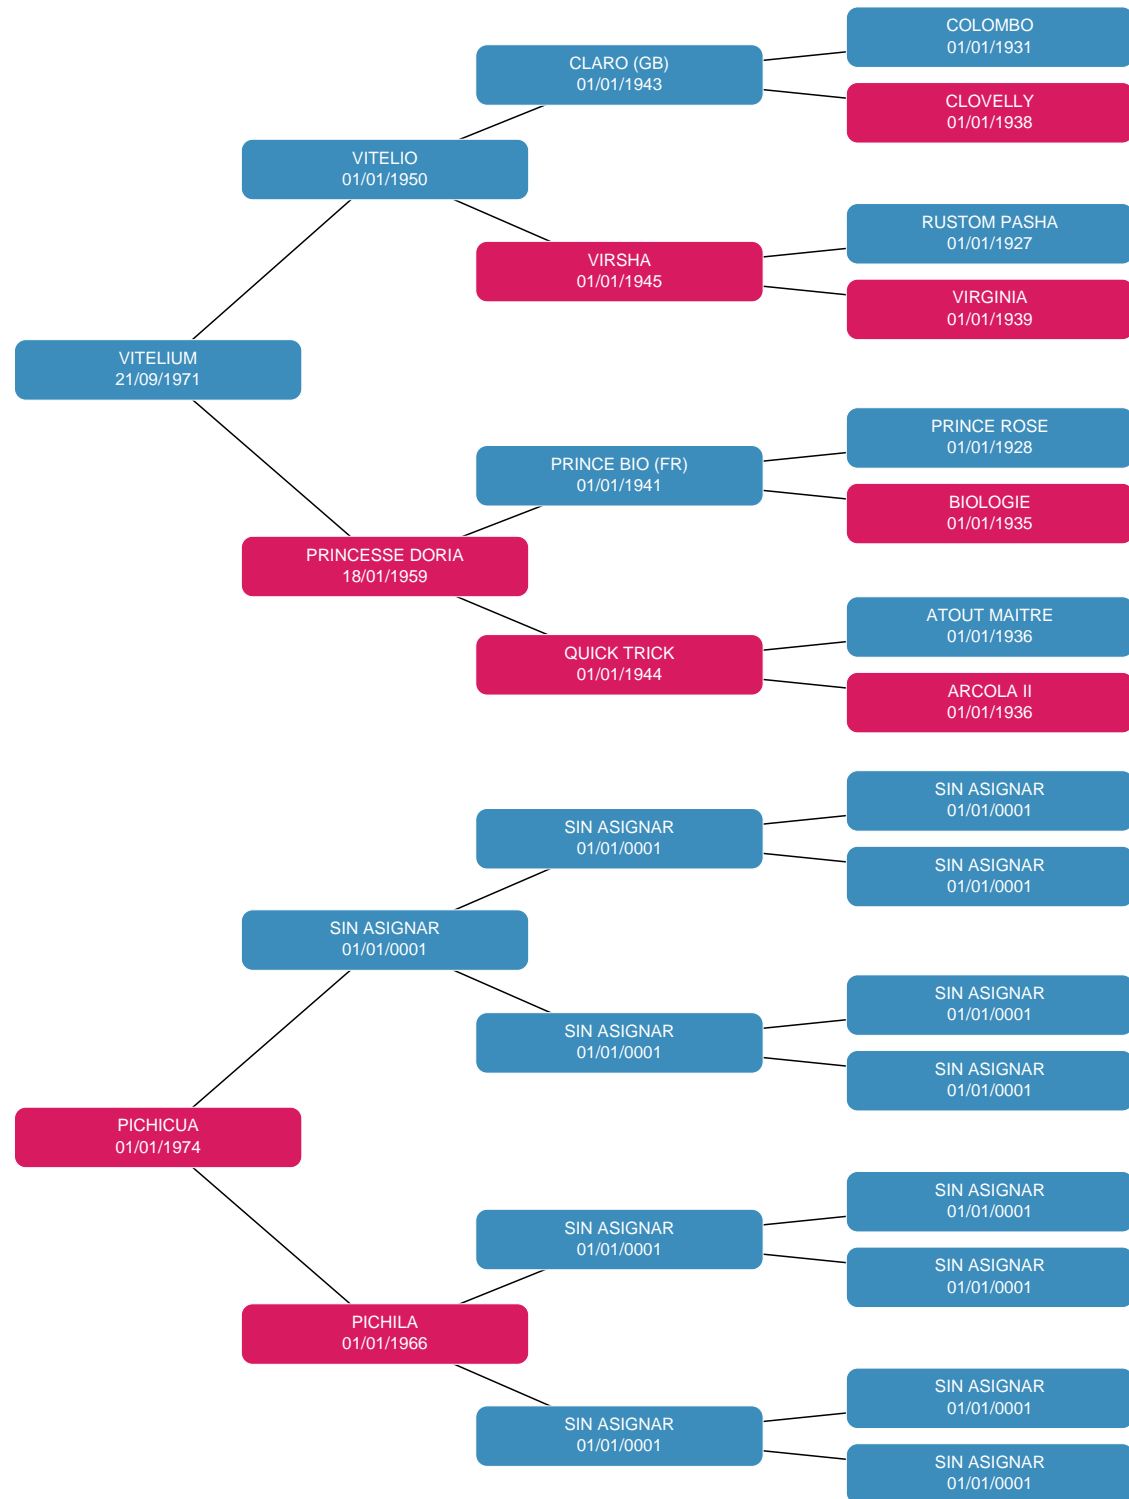 COLOMBO
01/01/1931
CLARO (GB)
01/01/1943
CLOVELLY
01/01/1938
VITELIO
01/01/1950
RUSTOM PASHA
01/01/1927
VIRSHA
01/01/1945
VIRGINIA
01/01/1939
VITELIUM
21/09/1971
PRINCE ROSE
01/01/1928
PRINCE BIO (FR)
01/01/1941
BIOLOGIE
01/01/1935
PRINCESSE DORIA
18/01/1959
ATOUT MAITRE
01/01/1936
QUICK TRICK
01/01/1944
ARCOLA II
01/01/1936
SIN ASIGNAR
01/01/0001
SIN ASIGNAR
01/01/0001
SIN ASIGNAR
01/01/0001
SIN ASIGNAR
01/01/0001
SIN ASIGNAR
01/01/0001
SIN ASIGNAR
01/01/0001
SIN ASIGNAR
01/01/0001
PICHICUA
01/01/1974
SIN ASIGNAR
01/01/0001
SIN ASIGNAR
01/01/0001
SIN ASIGNAR
01/01/0001
PICHILA
01/01/1966
SIN ASIGNAR
01/01/0001
SIN ASIGNAR
01/01/0001
SIN ASIGNAR
01/01/0001